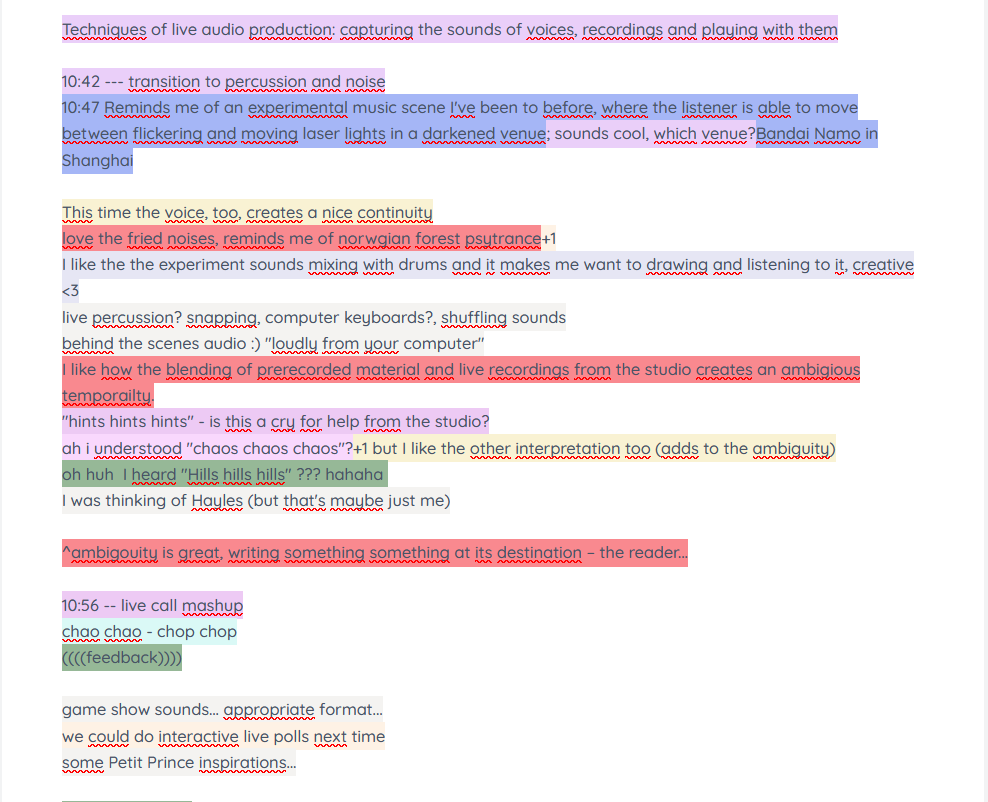 Techniques of live audio production: capturing the sounds of voices, recordings and playing with them
10:42 --- transition to percussion and noise
10:47 Reminds me of an experimental music scene I've been to before, where the listener is able to move
between flickering and moving laser lights in a darkened venue; sounds cool, which venue?Bandai Namo in
Shanghai
This time the voice, too, creates a nice continuity
love the fried noises, reminds me of norwgian forest psytrance+1
I like the the experiment sounds mixing with drums and it makes me want to drawing and listening to it, creative
<3
live percussion? snapping, computer keyboards?, shuffling sounds
behind the scenes audio :) "loudly from your computer"
I like how the blending of prerecorded material and live recordings from the studio creates an ambigious
temporailty.
"hints hints hints" - is this a cry for help from the studio?
ah i understood "chaos chaos chaos"?+1 but I like the other interpretation too (adds to the ambiguity)
oh huh  I heard "Hills hills hills" ??? hahaha
I was thinking of Hayles (but that's maybe just me)
^ambigouity is great, writing something something at its destination – the reader...
10:56 -- live call mashup
chao chao - chop chop
((((feedback))))
game show sounds... appropriate format...
we could do interactive live polls next time
some Petit Prince inspirations...